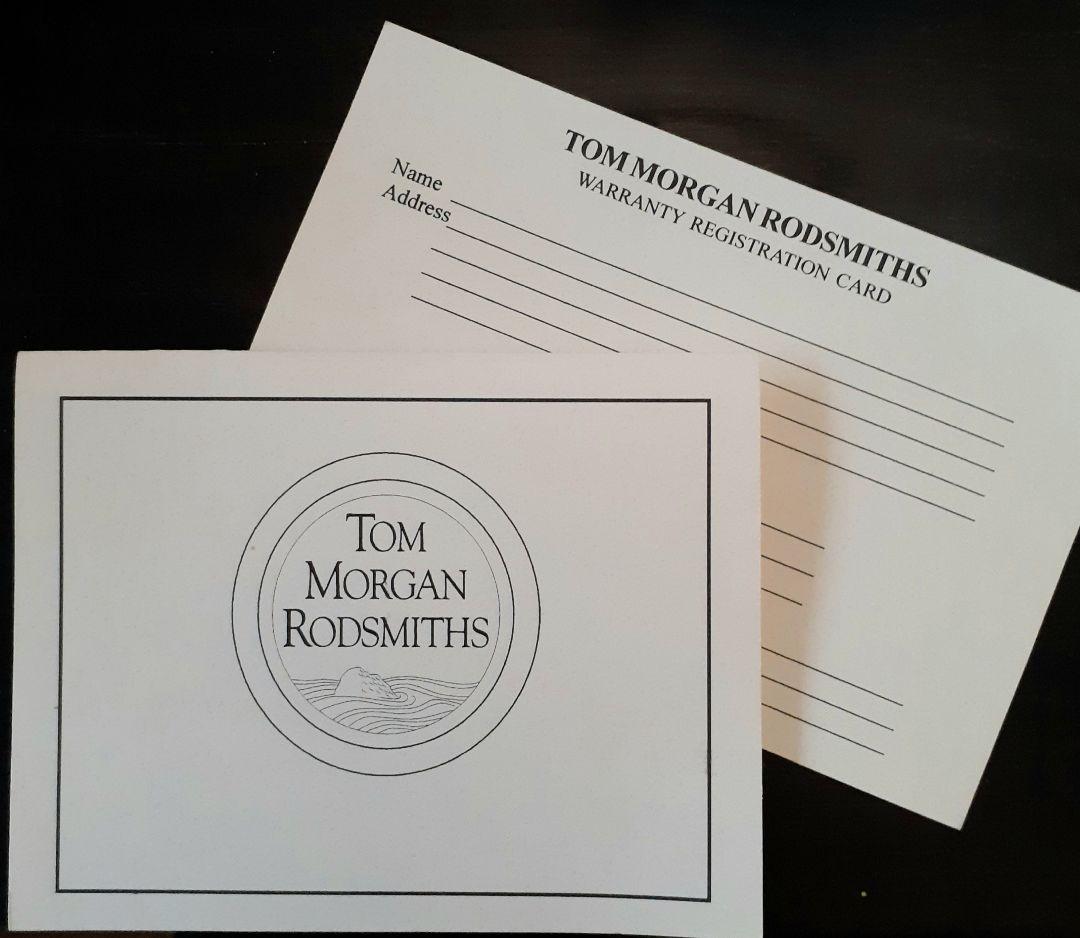 TOM MORGAN RODSMITHS
WARRANTY REGISTRATION CARD
Name
Address
TOM
MORGAN
RODSMITHS